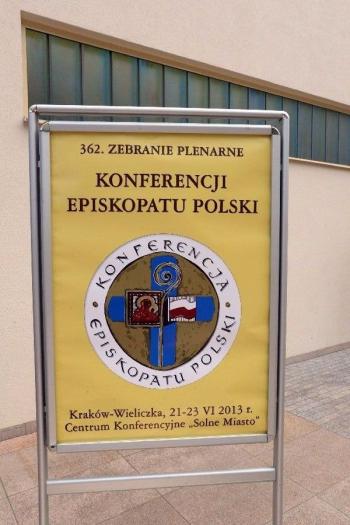 362. ZEBRANIE PLENARNE
KONFERENCJI
EPISKOPATU POLSKI
KONFERENCJA
EPISKOPATU POLSKI
Kraków-Wieliczka, 21-23 VI 2013 r.
Centrum Konferencyjne „Solne Miasto"